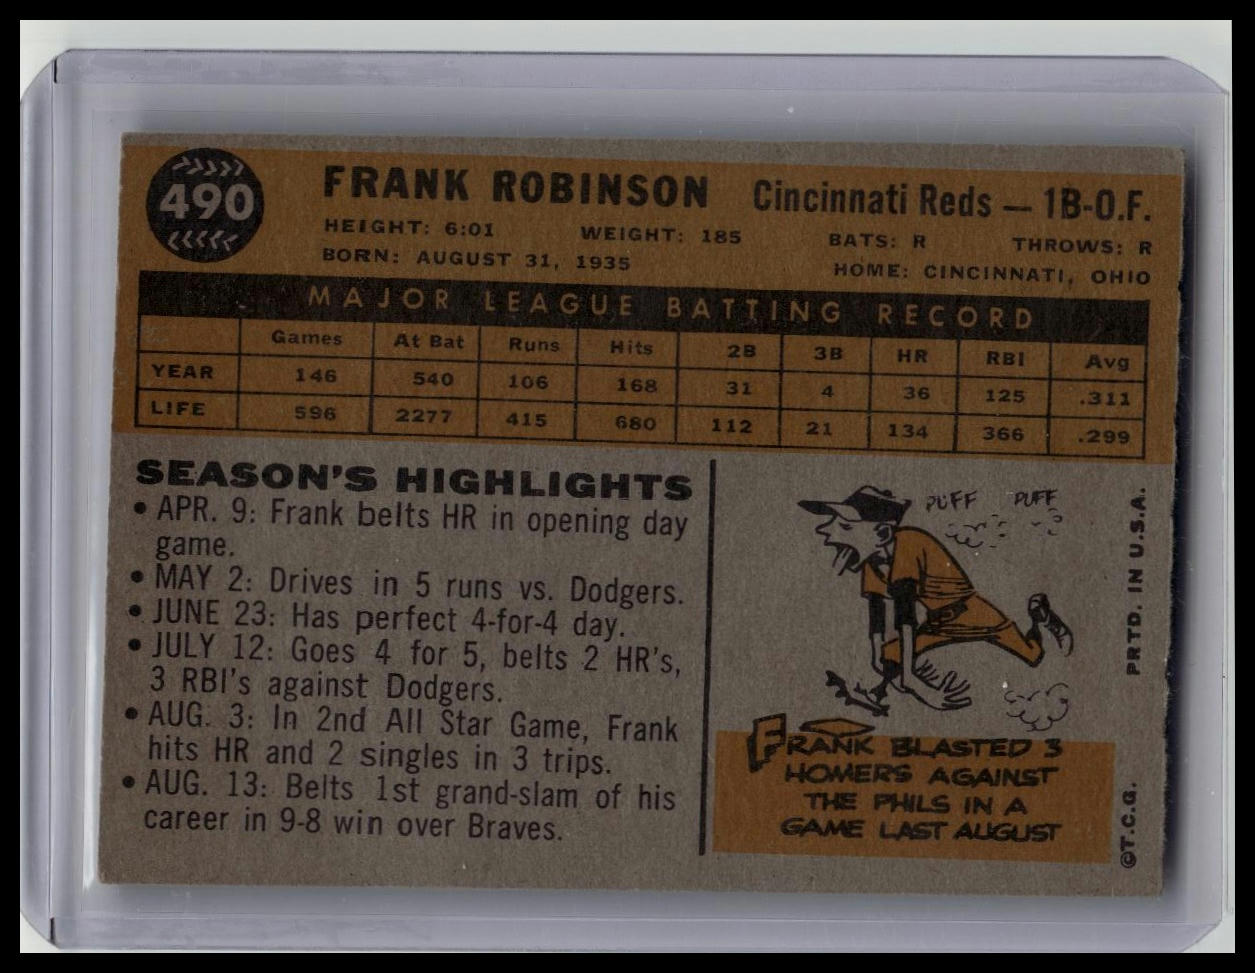 490
FRANK ROBINSON Cincinnati Reds — 1B-O.F.
HEIGHT: 6:01 WEIGHT: 185 BATS: R THROWS: R
BORN: AUGUST 31, 1935 HOME: CINCINNATI, OHIO
MAJOR LEAGUE BATTING RECORD
Games At Bat Runs Hits 2B 3B HR RBI Avg
YEAR 146 540 106 168 31 4 36 125 .311
LIFE 596 2277 415 680 112 21 134 366 .299
SEASON'S HIGHLIGHTS
• APR. 9: Frank belts HR in opening day
game.
• MAY 2: Drives in 5 runs vs. Dodgers.
• JUNE 23: Has perfect 4-for-4 day.
• JULY 12: Goes 4 for 5, belts 2 HR's,
3 RBI's against Dodgers.
• AUG. 3: In 2nd All Star Game, Frank
hits HR and 2 singles in 3 trips.
• AUG. 13: Belts 1st grand-slam of his
career in 9-8 win over Braves.
PUFF PUFF
FRANK BLASTED 3
HOMERS AGAINST
THE PHILS IN A
GAME LAST AUGUST
©T.C.G. PRTD. IN U.S.A.